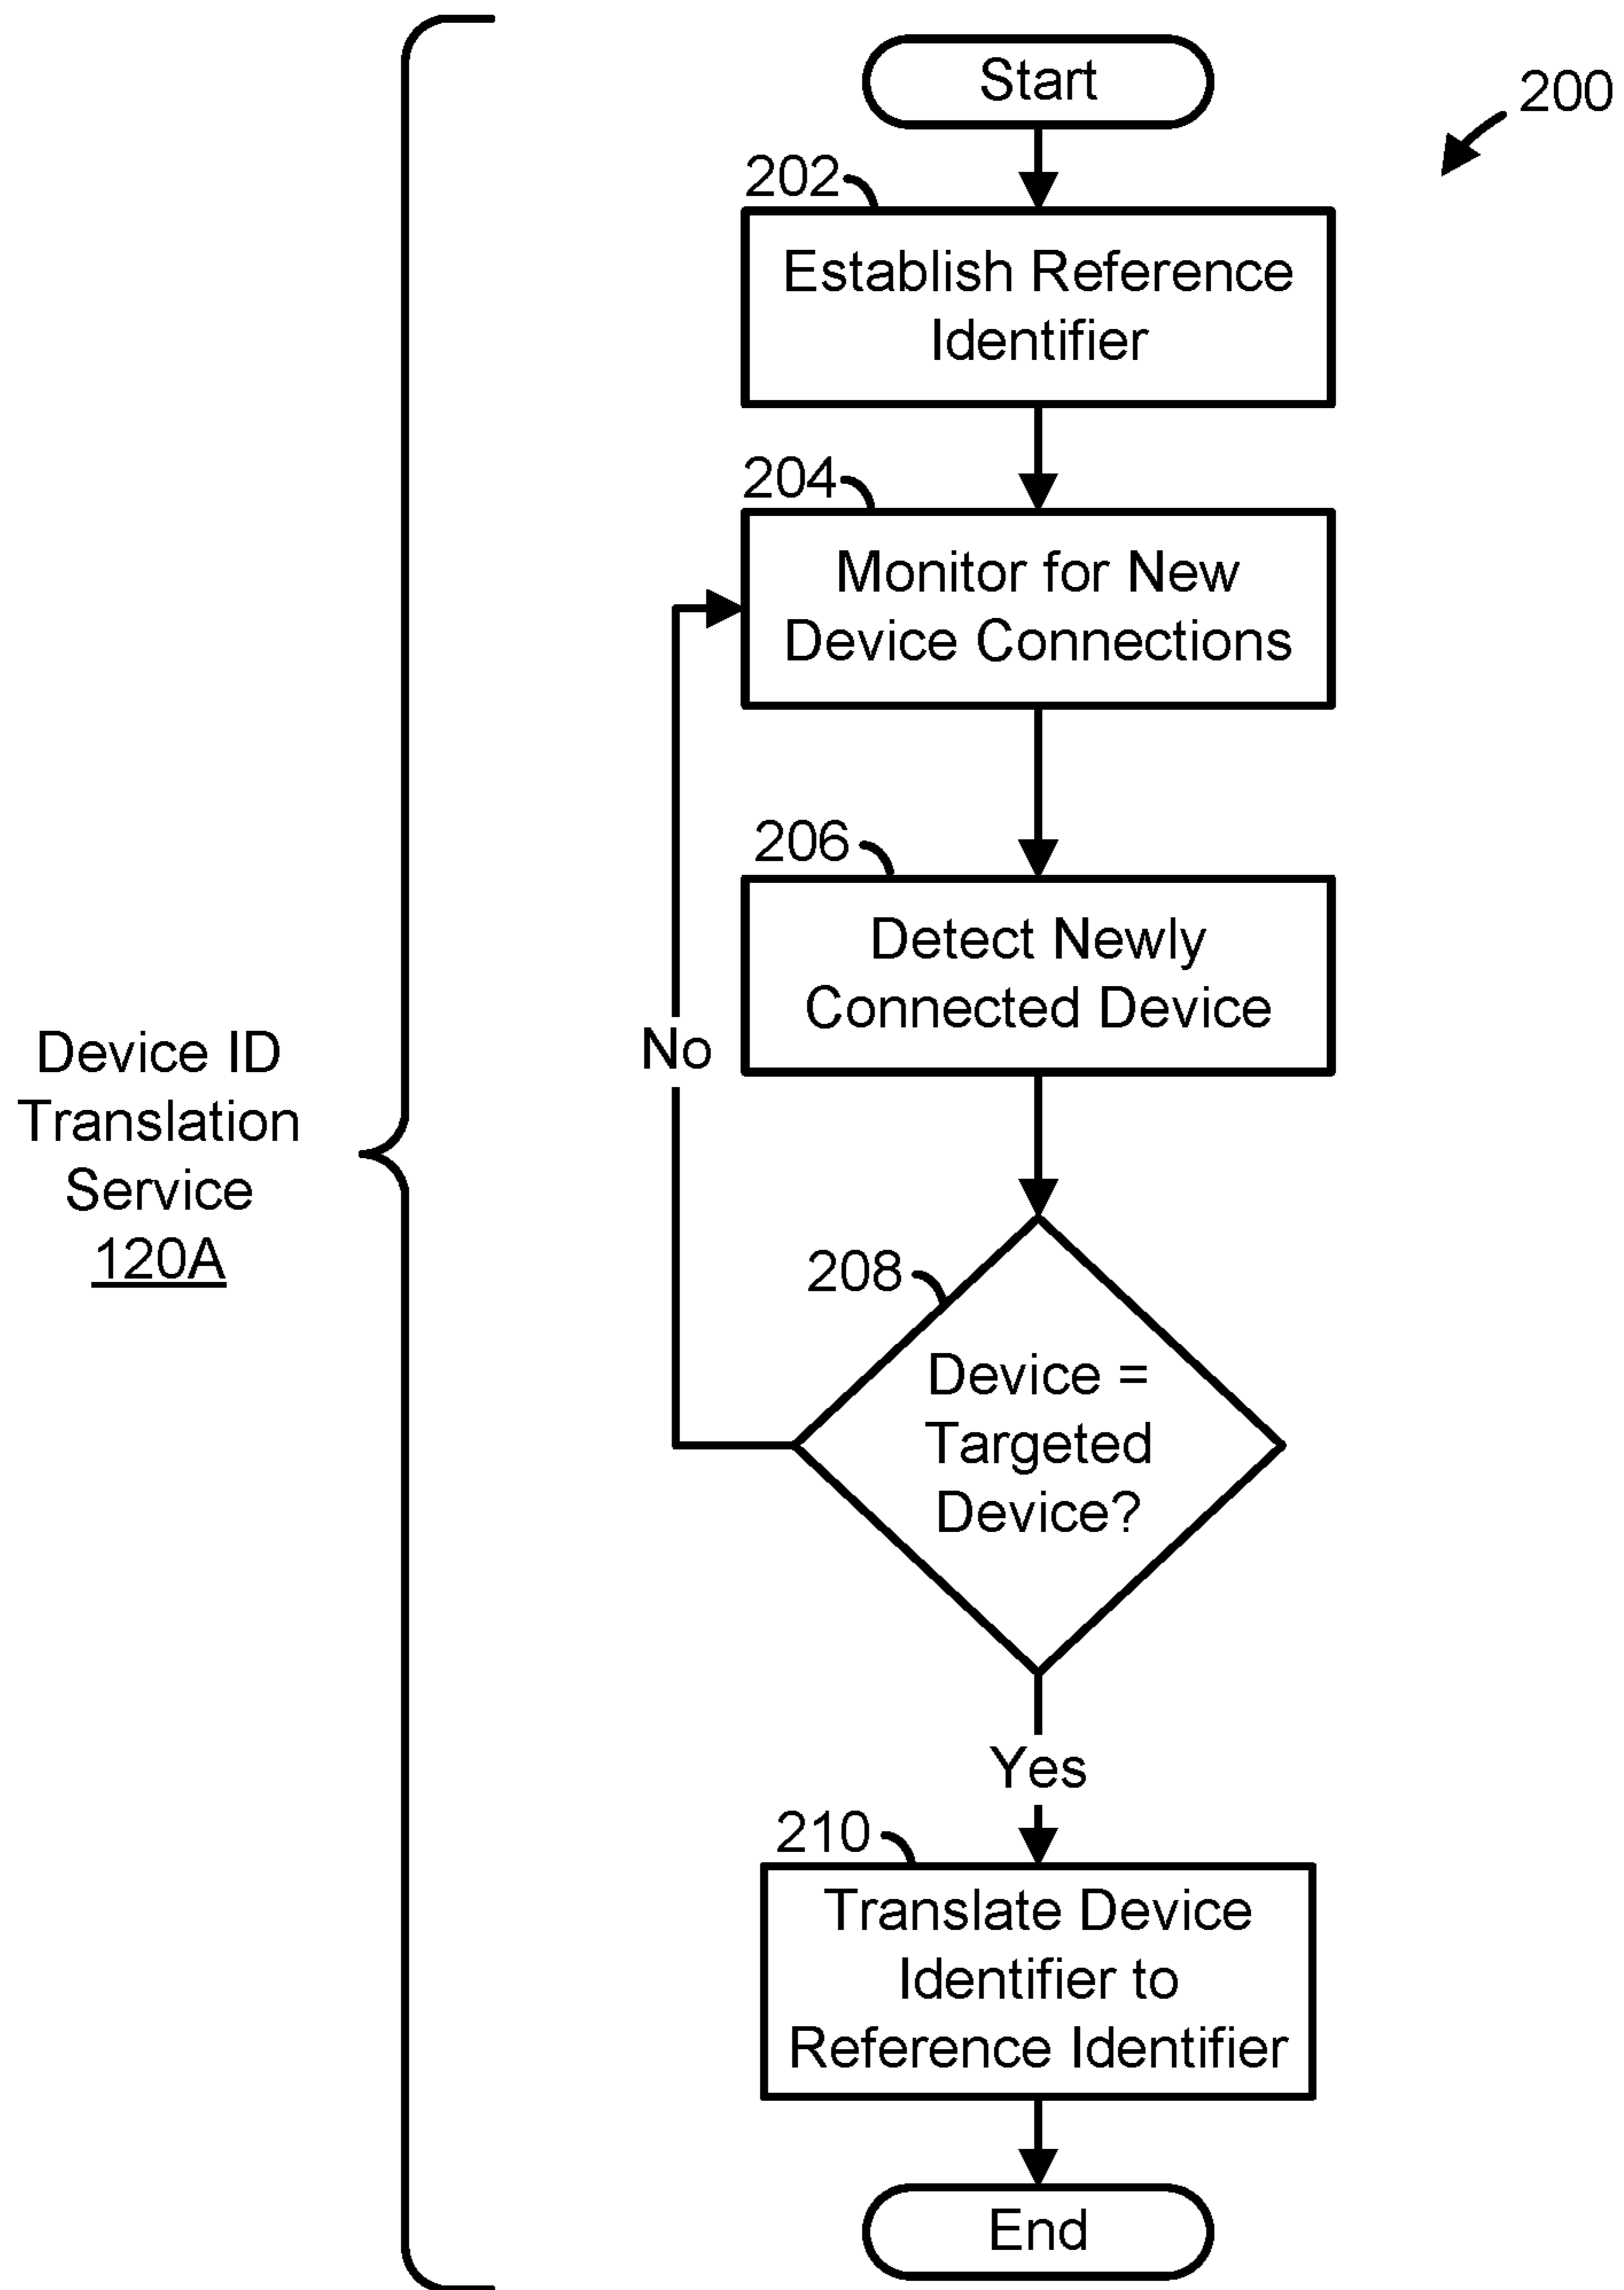 Start
200
202
Establish Reference
Identifier
204
Monitor for New
Device Connections
206
Detect Newly
Connected Device
No
Device ID
Translation
Service
120A
208
Device =
Targeted
Device?
Yes
210
Translate Device
Identifier to
Reference Identifier
End